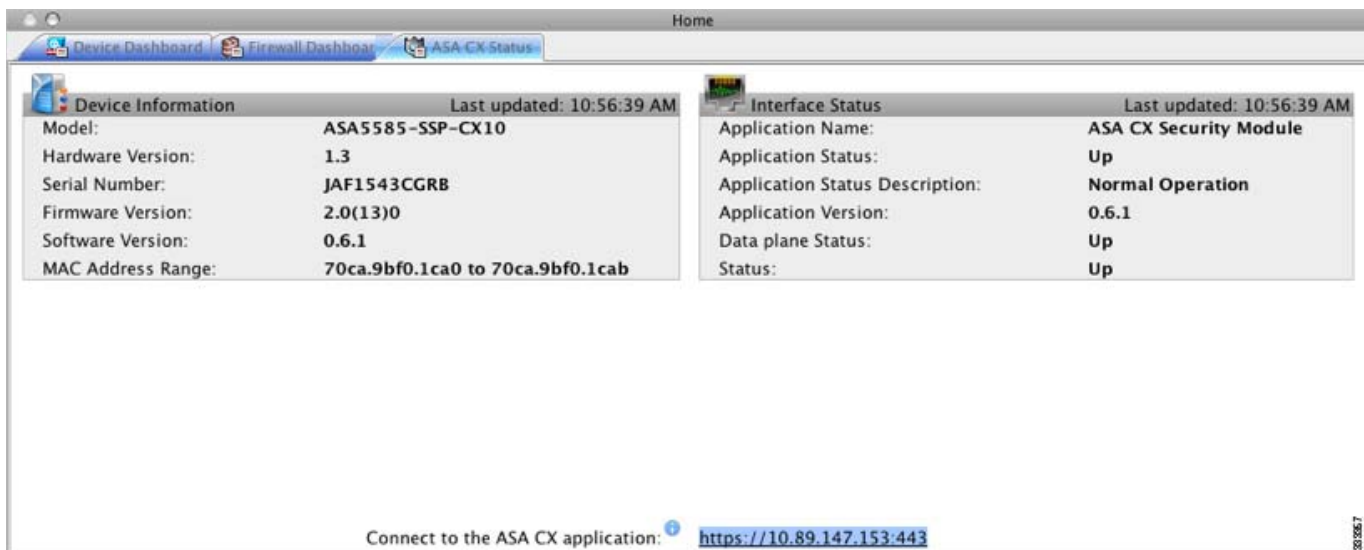 Home
Device Dashboard Firewall Dashboar ASA CX Status
Device Information Last updated: 10:56:39 AM
Model: ASA5585-SSP-CX10
Hardware Version: 1.3
Serial Number: JAF1543CGRB
Firmware Version: 2.0(13)0
Software Version: 0.6.1
MAC Address Range: 70ca.9bf0.1ca0 to 70ca.9bf0.1cab
Interface Status Last updated: 10:56:39 AM
Application Name: ASA CX Security Module
Application Status: Up
Application Status Description: Normal Operation
Application Version: 0.6.1
Data plane Status: Up
Status: Up
Connect to the ASA CX application: https://10.89.147.153:443